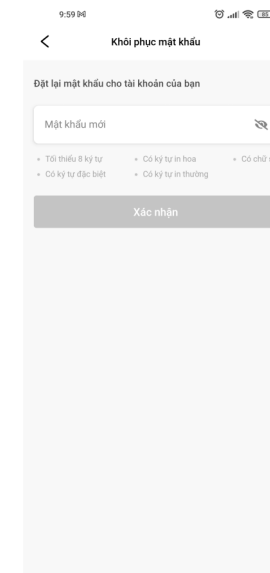 9:59
Khôi phục mật khẩu
Đặt lại mật khẩu cho tài khoản của bạn
Mật khẩu mới
Tối thiểu 8 ký tự
Có ký tự in hoa
Có chữ
Có ký tự đặc biệt
Có ký tự in thường
Xác nhận